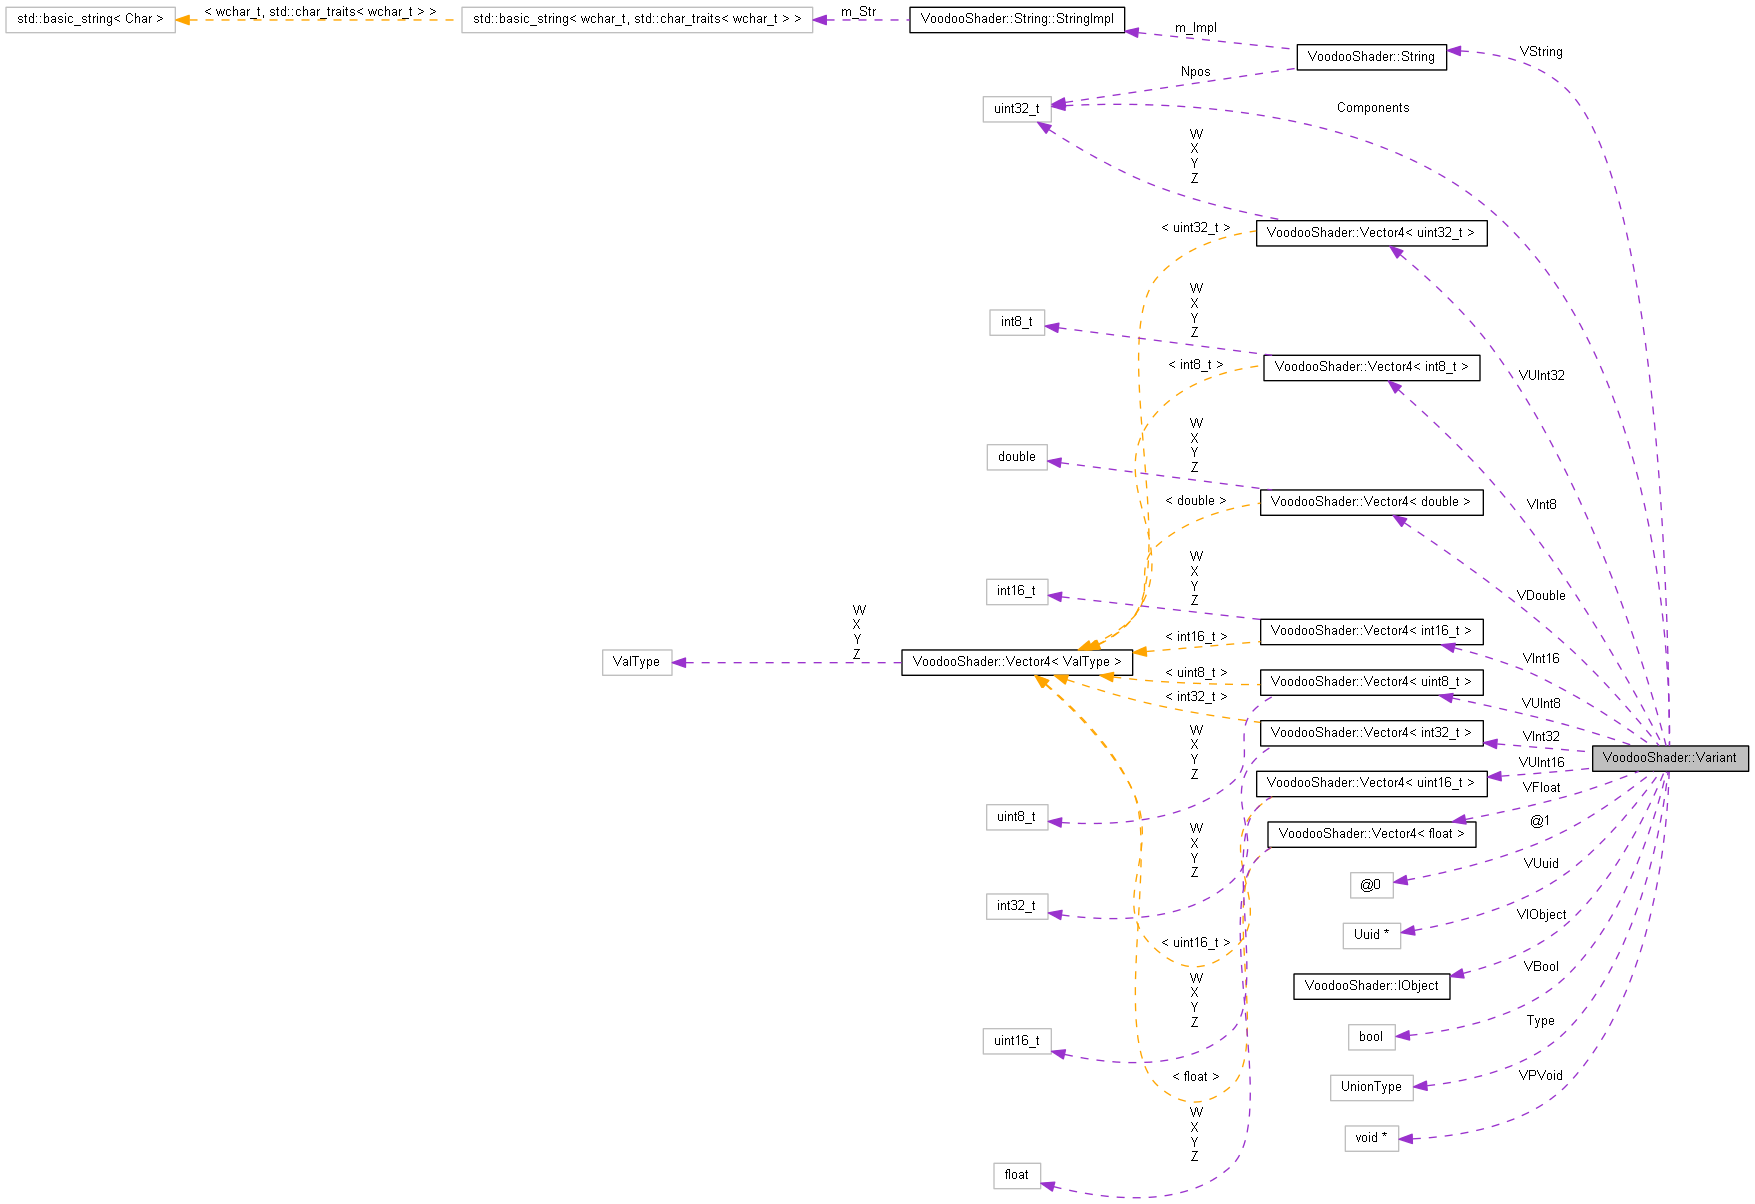 std::basic_string< Char >
< wchar_t, std::char_traits< wchar_t > >
std::basic_string< wchar_t, std::char_traits< wchar_t > >
m_Str
VoodooShader::String::StringImpl
m_Impl
VoodooShader::String
VString
Npos
uint32_t
Components
W
X
Y
Z
< uint32_t >
VoodooShader::Vector4< uint32_t >
W
X
Y
Z
int8_t
< int8_t >
VoodooShader::Vector4< int8_t >
VUInt32
W
X
Y
Z
double
< double >
VoodooShader::Vector4< double >
VInt8
W
X
Y
Z
int16_t
VDouble
W
X
Y
Z
ValType
VoodooShader::Vector4< ValType >
< int16_t >
VoodooShader::Vector4< int16_t >
VInt16
< uint8_t >
VoodooShader::Vector4< uint8_t >
VUInt8
< int32_t >
VoodooShader::Vector4< int32_t >
VInt32
W
X
Y
Z
VoodooShader::Variant
VUInt16
VoodooShader::Vector4< uint16_t >
VFloat
uint8_t
@1
VoodooShader::Vector4< float >
W
X
Y
Z
VUuid
@0
int32_t
VIObject
Uuid *
< uint16_t >
VBool
VoodooShader::IObject
W
X
Y
Z
Type
bool
uint16_t
< float >
VPVoid
UnionType
W
X
Y
Z
void *
float